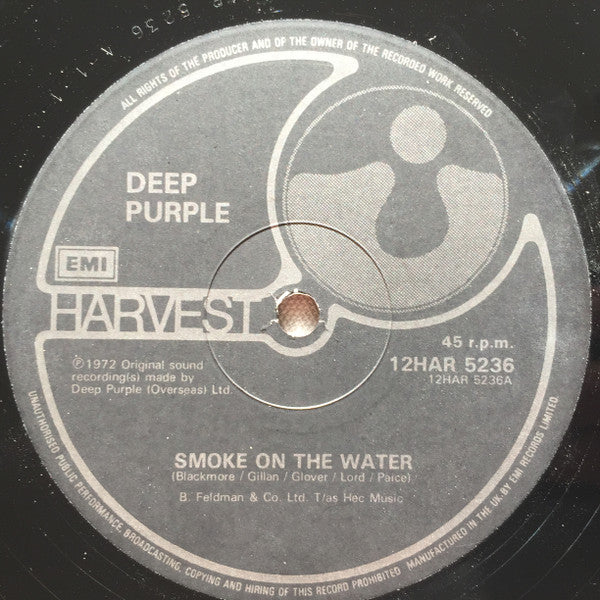 5236 A
ALL RIGHTS OF THE PRODUCER AND OF THE OWNER OF THE RECORDED WORK RESERVED
DEEP
PURPLE
EMI
HARVEST
45 r.p.m.
12HAR 5236
12HAR 5236A
Ⓟ1972 Original sound
recording(s) made by
Deep Purple (Overseas) Ltd.
SMOKE ON THE WATER
(Blackmore / Gillan / Glover / Lord / Paice)
B. Feldman & Co. Ltd. T/as Hec Music
UNAUTHORISED PUBLIC PERFORMANCE, BROADCASTING, COPYING AND HIRING OF THIS RECORD PROHIBITED MANUFACTURED IN THE UK BY EMI RECORDS LIMITED.